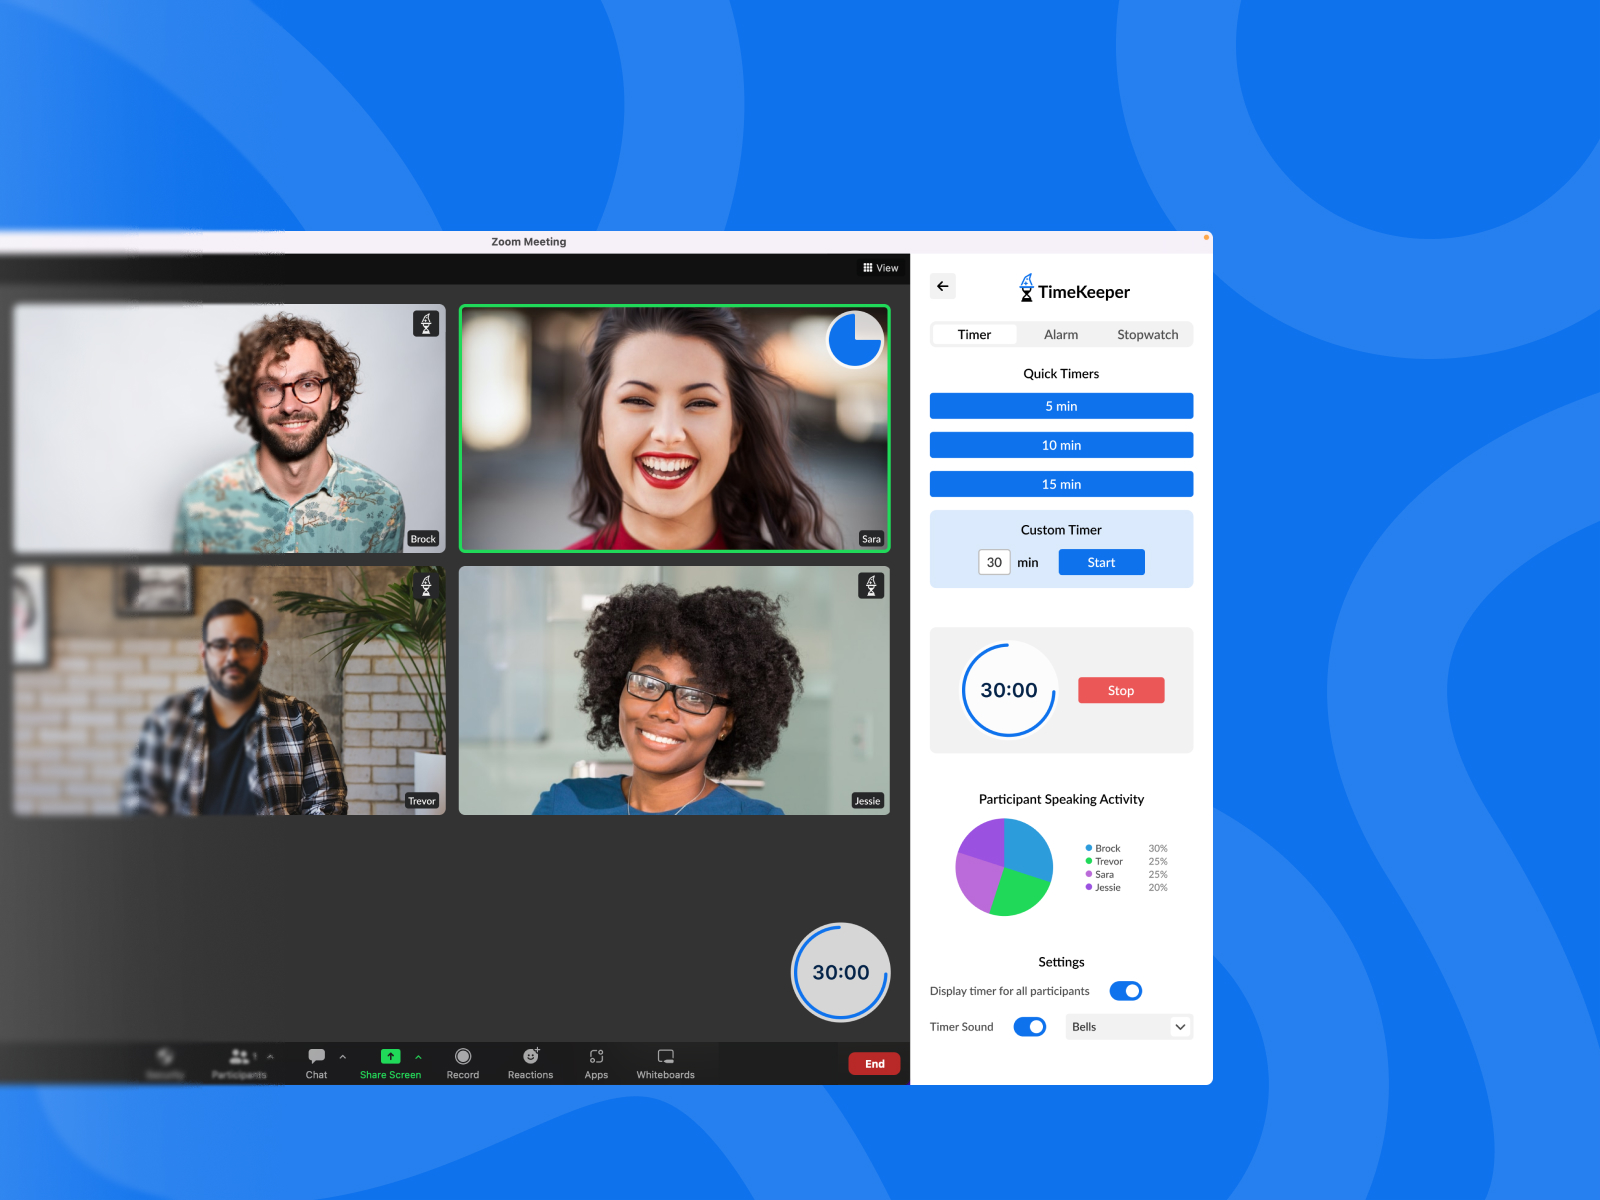 Zoom Meeting
View
Brock
Sara
Trevor
Jessie
30:00
Participants 1
Chat
Share Screen
Record
Reactions
Apps
Whiteboards
End
TimeKeeper
Timer Alarm Stopwatch
Quick Timers
5 min
10 min
15 min
Custom Timer
30 min Start
30:00 Stop
Participant Speaking Activity
Brock 30%
Trevor 25%
Sara 25%
Jessie 20%
Settings
Display timer for all participants
Timer Sound Bells